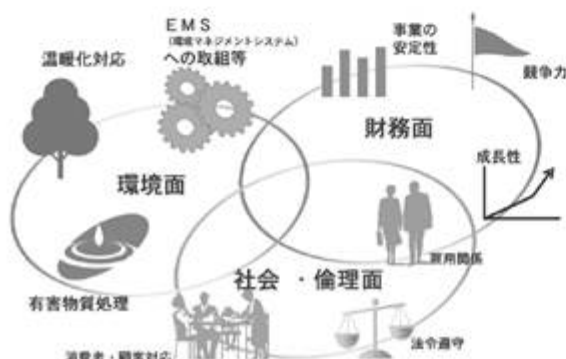 EMS
(環境マネジメントシステム)
への取組等
温暖化対応
事業の
安定性
競争力
財務面
環境面
成長性
有害物質処理
社会・倫理面
雇用関係
法令遵守
消費者・顧客対応